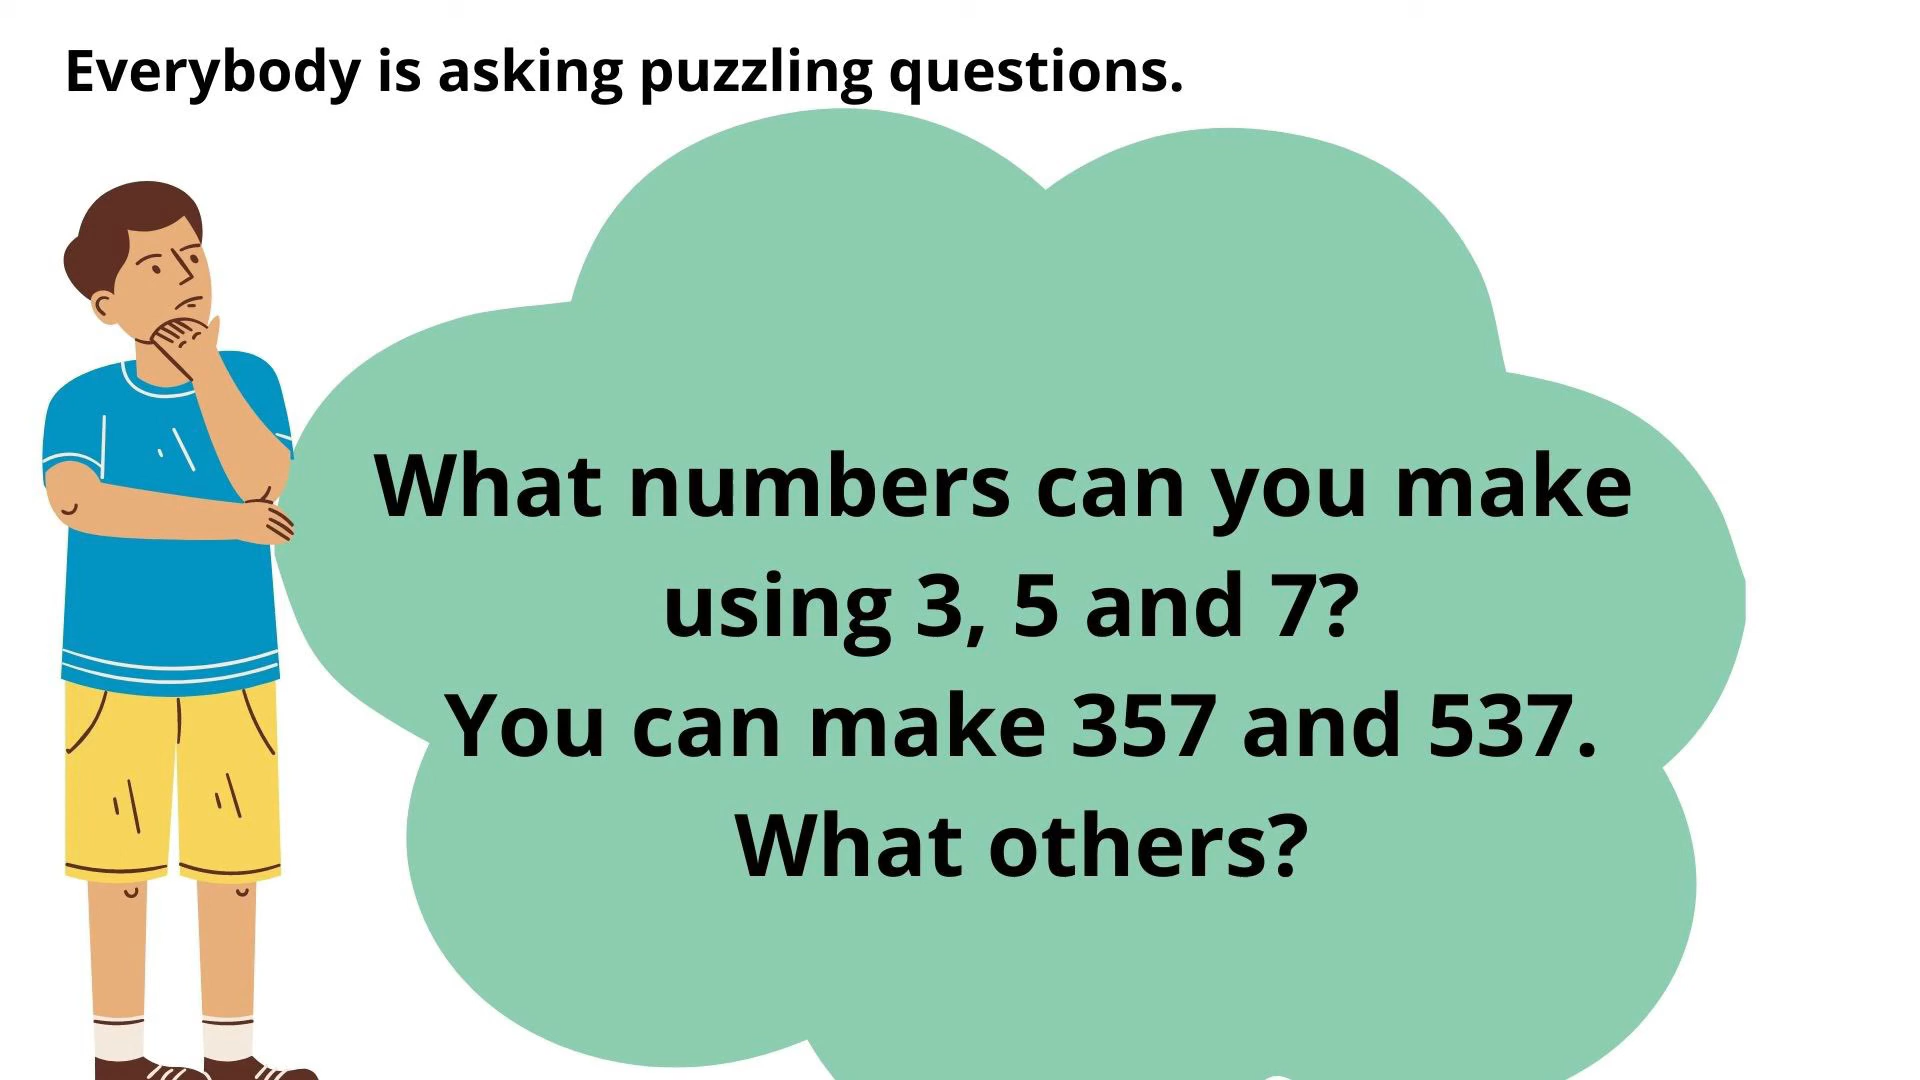 Everybody is asking puzzling questions.
What numbers can you make
using 3, 5 and 7?
You can make 357 and 537.
What others?